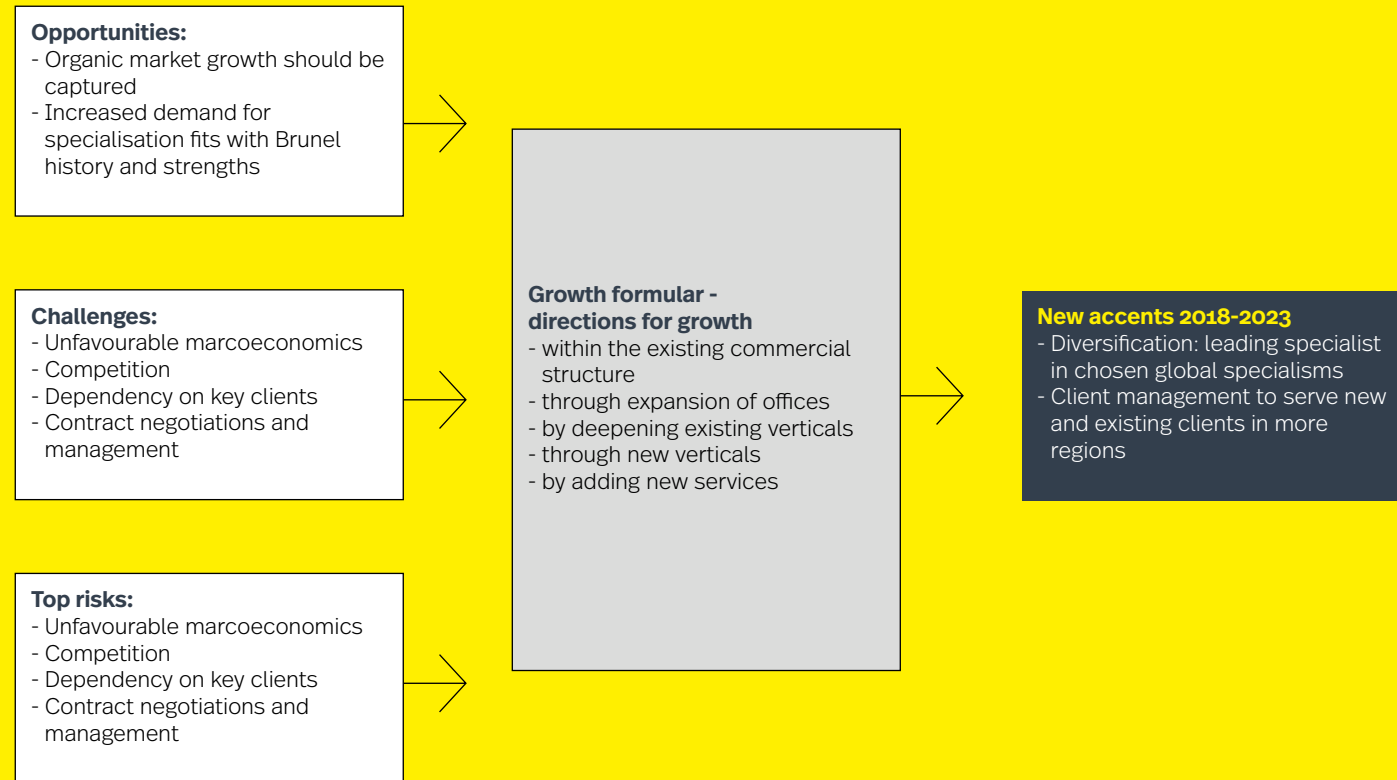 Opportunities:
- Organic market growth should be
captured
- Increased demand for
specialisation fits with Brunel
history and strengths
Challenges:
- Unfavourable marcoeconomics
- Competition
- Dependency on key clients
- Contract negotiations and
management
Top risks:
- Unfavourable marcoeconomics
- Competition
- Dependency on key clients
- Contract negotiations and
management
Growth formular -
directions for growth
- within the existing commercial
structure
- through expansion of offices
- by deepening existing verticals
- through new verticals
- by adding new services
New accents 2018-2023
- Diversification: leading specialist
in chosen global specialisms
- Client management to serve new
and existing clients in more
regions